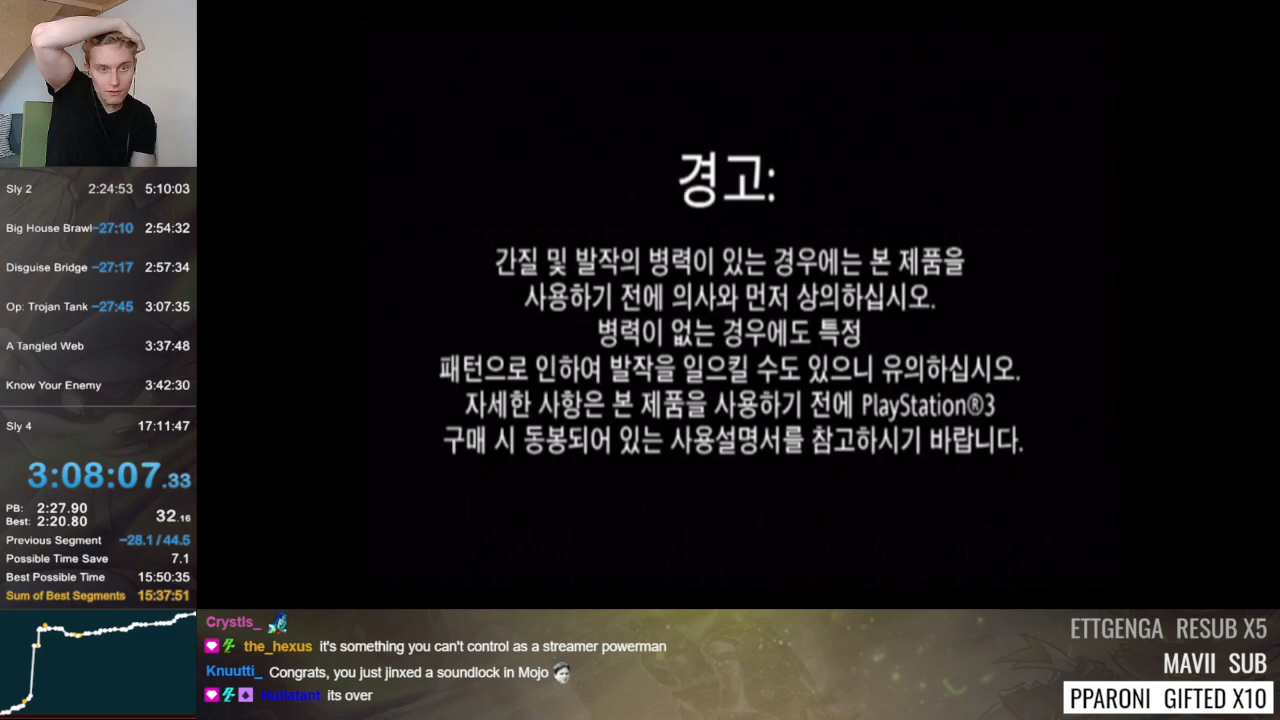 Sly 2 2:24:53 5:10:03
Big House Brawl -27:10 2:54:32
Disguise Bridge -27:17 2:57:34
Op: Trojan Tank -27:45 3:07:35
A Tangled Web 3:37:48
Know Your Enemy 3:42:30
Sly 4 17:11:47
3:08:07.33
PB: 2:27.90
Best: 2:20.80
32.16
Previous Segment -28.1 / 44.5
Possible Time Save 7.1
Best Possible Time 15:50:35
Sum of Best Segments 15:37:51
경고:
간질 및 발작의 병력이 있는 경우에는 본 제품을
사용하기 전에 의사와 먼저 상의하십시오.
병력이 없는 경우에도 특정
패턴으로 인하여 발작을 일으킬 수도 있으니 유의하십시오.
자세한 사항은 본 제품을 사용하기 전에 PlayStation®3
구매 시 동봉되어 있는 사용설명서를 참고하시기 바랍니다.
Crystis_
the_hexus it's something you can't control as a streamer powerman
Knuutti_ Congrats, you just jinxed a soundlock in Mojo
Hullatant its over
ETTGENGA RESUB X5
MAVII SUB
PPARONI GIFTED X10